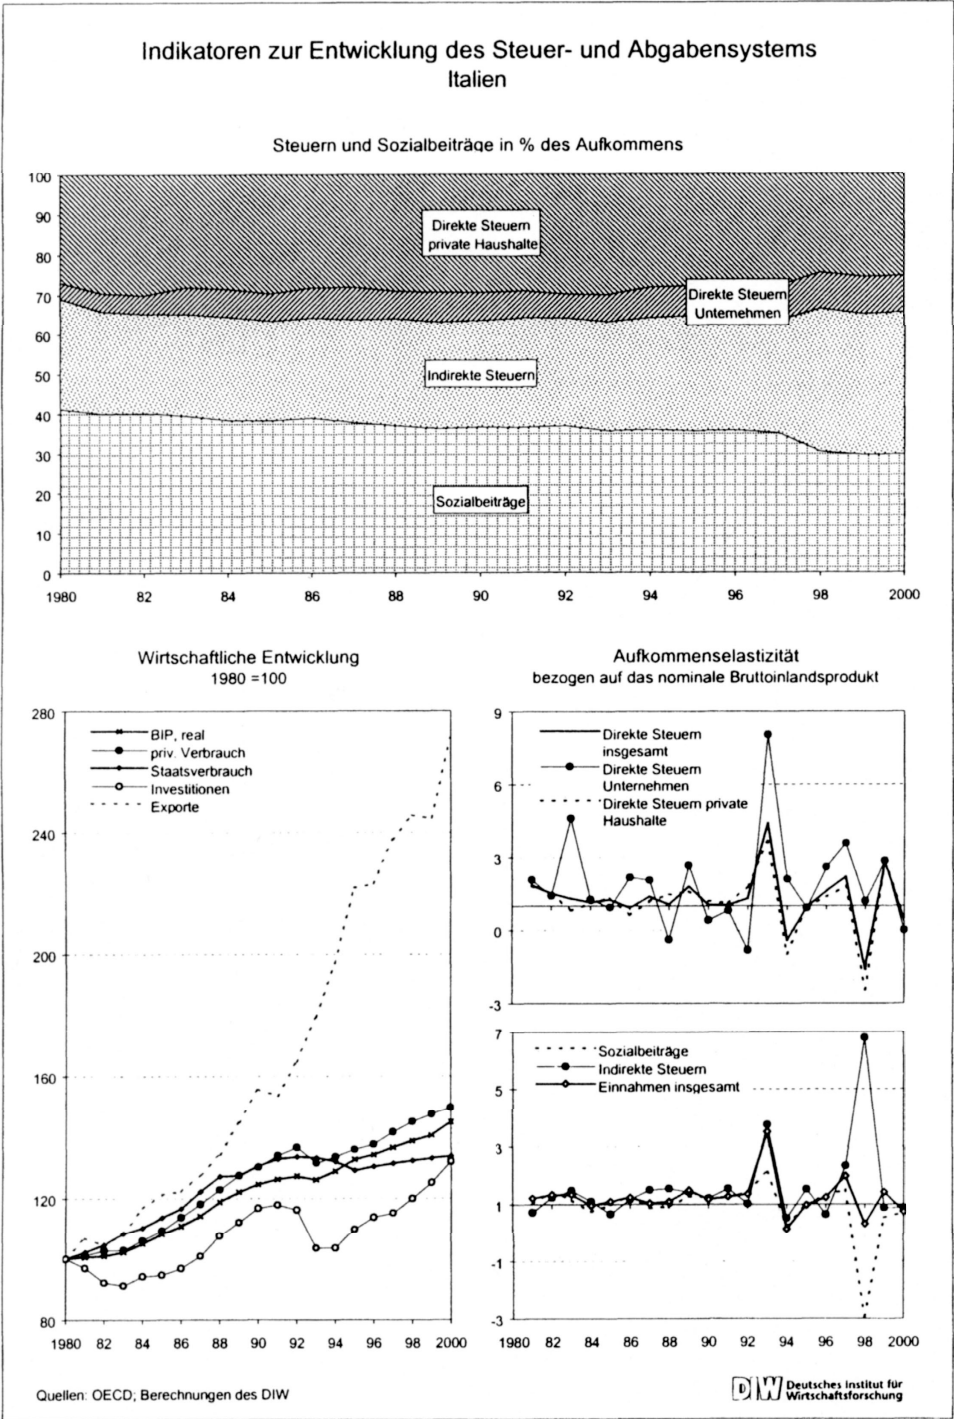 Indikatoren zur Entwicklung des Steuer- und Abgabensystems
Italien
Steuern und Sozialbeiträge in % des Aufkommens
100
90
80
70
60
50
40
30
20
10
0
Direkte Steuern
private Haushalte
Direkte Steuern
Unternehmen
Indirekte Steuern
Sozialbeiträge
1980 82 84 86 88 90 92 94 96 98 2000
Wirtschaftliche Entwicklung
1980 =100
280
240
200
160
120
80
BIP, real
priv. Verbrauch
Staatsverbrauch
Investitionen
Exporte
1980 82 84 86 88 90 92 94 96 98 2000
Aufkommenselastizität
bezogen auf das nominale Bruttoinlandsprodukt
9
6
3
0
-3
Direkte Steuern
insgesamt
Direkte Steuern
Unternehmen
Direkte Steuern private
Haushalte
7
5
3
1
-1
-3
Sozialbeiträge
Indirekte Steuern
Einnahmen insgesamt
1980 82 84 86 88 90 92 94 96 98 2000
Quellen: OECD; Berechnungen des DIW
DIW Deutsches Institut für
Wirtschaftsforschung